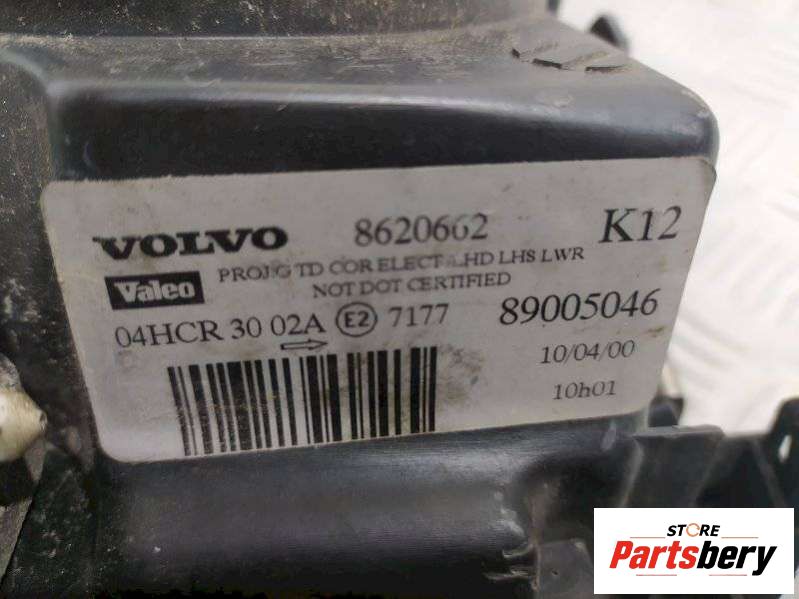 VOLVO 8620662 K12
Valeo PROJ.G TD COR ELECT LHD LHS LWR
NOT DOT CERTIFIED
04HCR 30 02A E2 7177 89005046
10/04/00
10h01
STORE
Partsbery